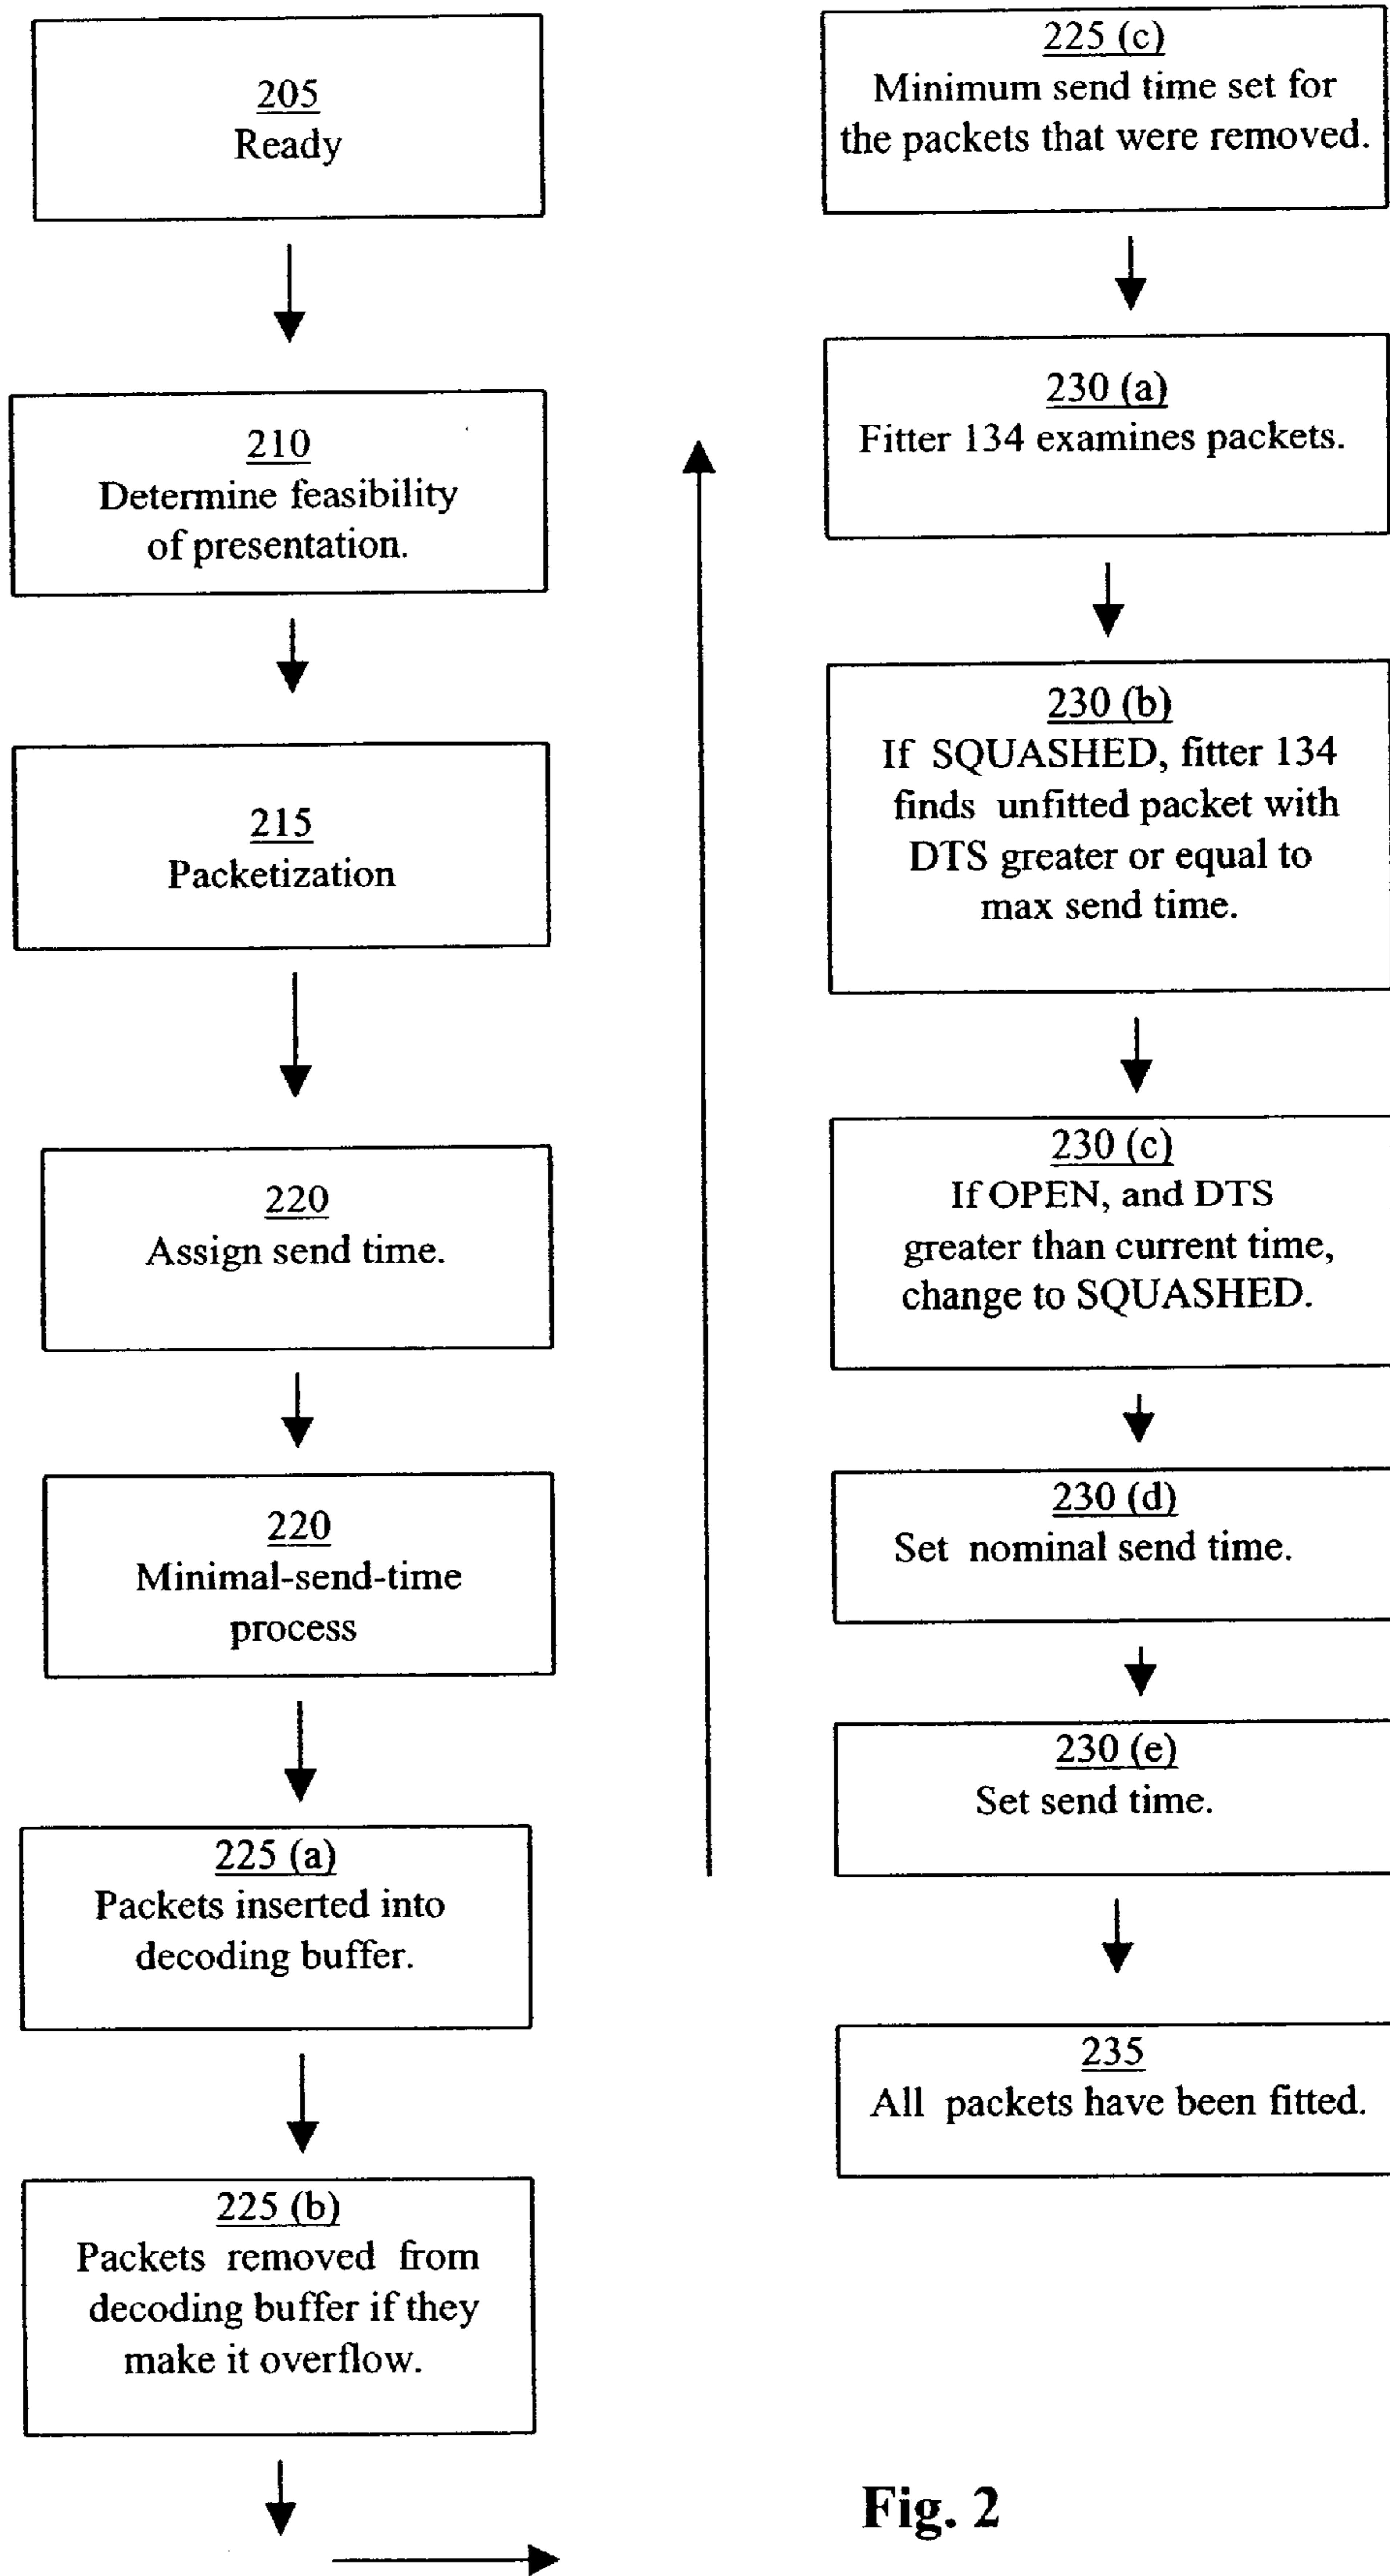 205
Ready
210
Determine feasibility
of presentation.
215
Packetization
220
Assign send time.
220
Minimal-send-time
process
225 (a)
Packets inserted into
decoding buffer.
225 (b)
Packets removed from
decoding buffer if they
make it overflow.
225 (c)
Minimum send time set for
the packets that were removed.
230 (a)
Fitter 134 examines packets.
230 (b)
If SQUASHED, fitter 134
finds unfitted packet with
DTS greater or equal to
max send time.
230 (c)
If OPEN, and DTS
greater than current time,
change to SQUASHED.
230 (d)
Set nominal send time.
230 (e)
Set send time.
235
All packets have been fitted.
Fig. 2